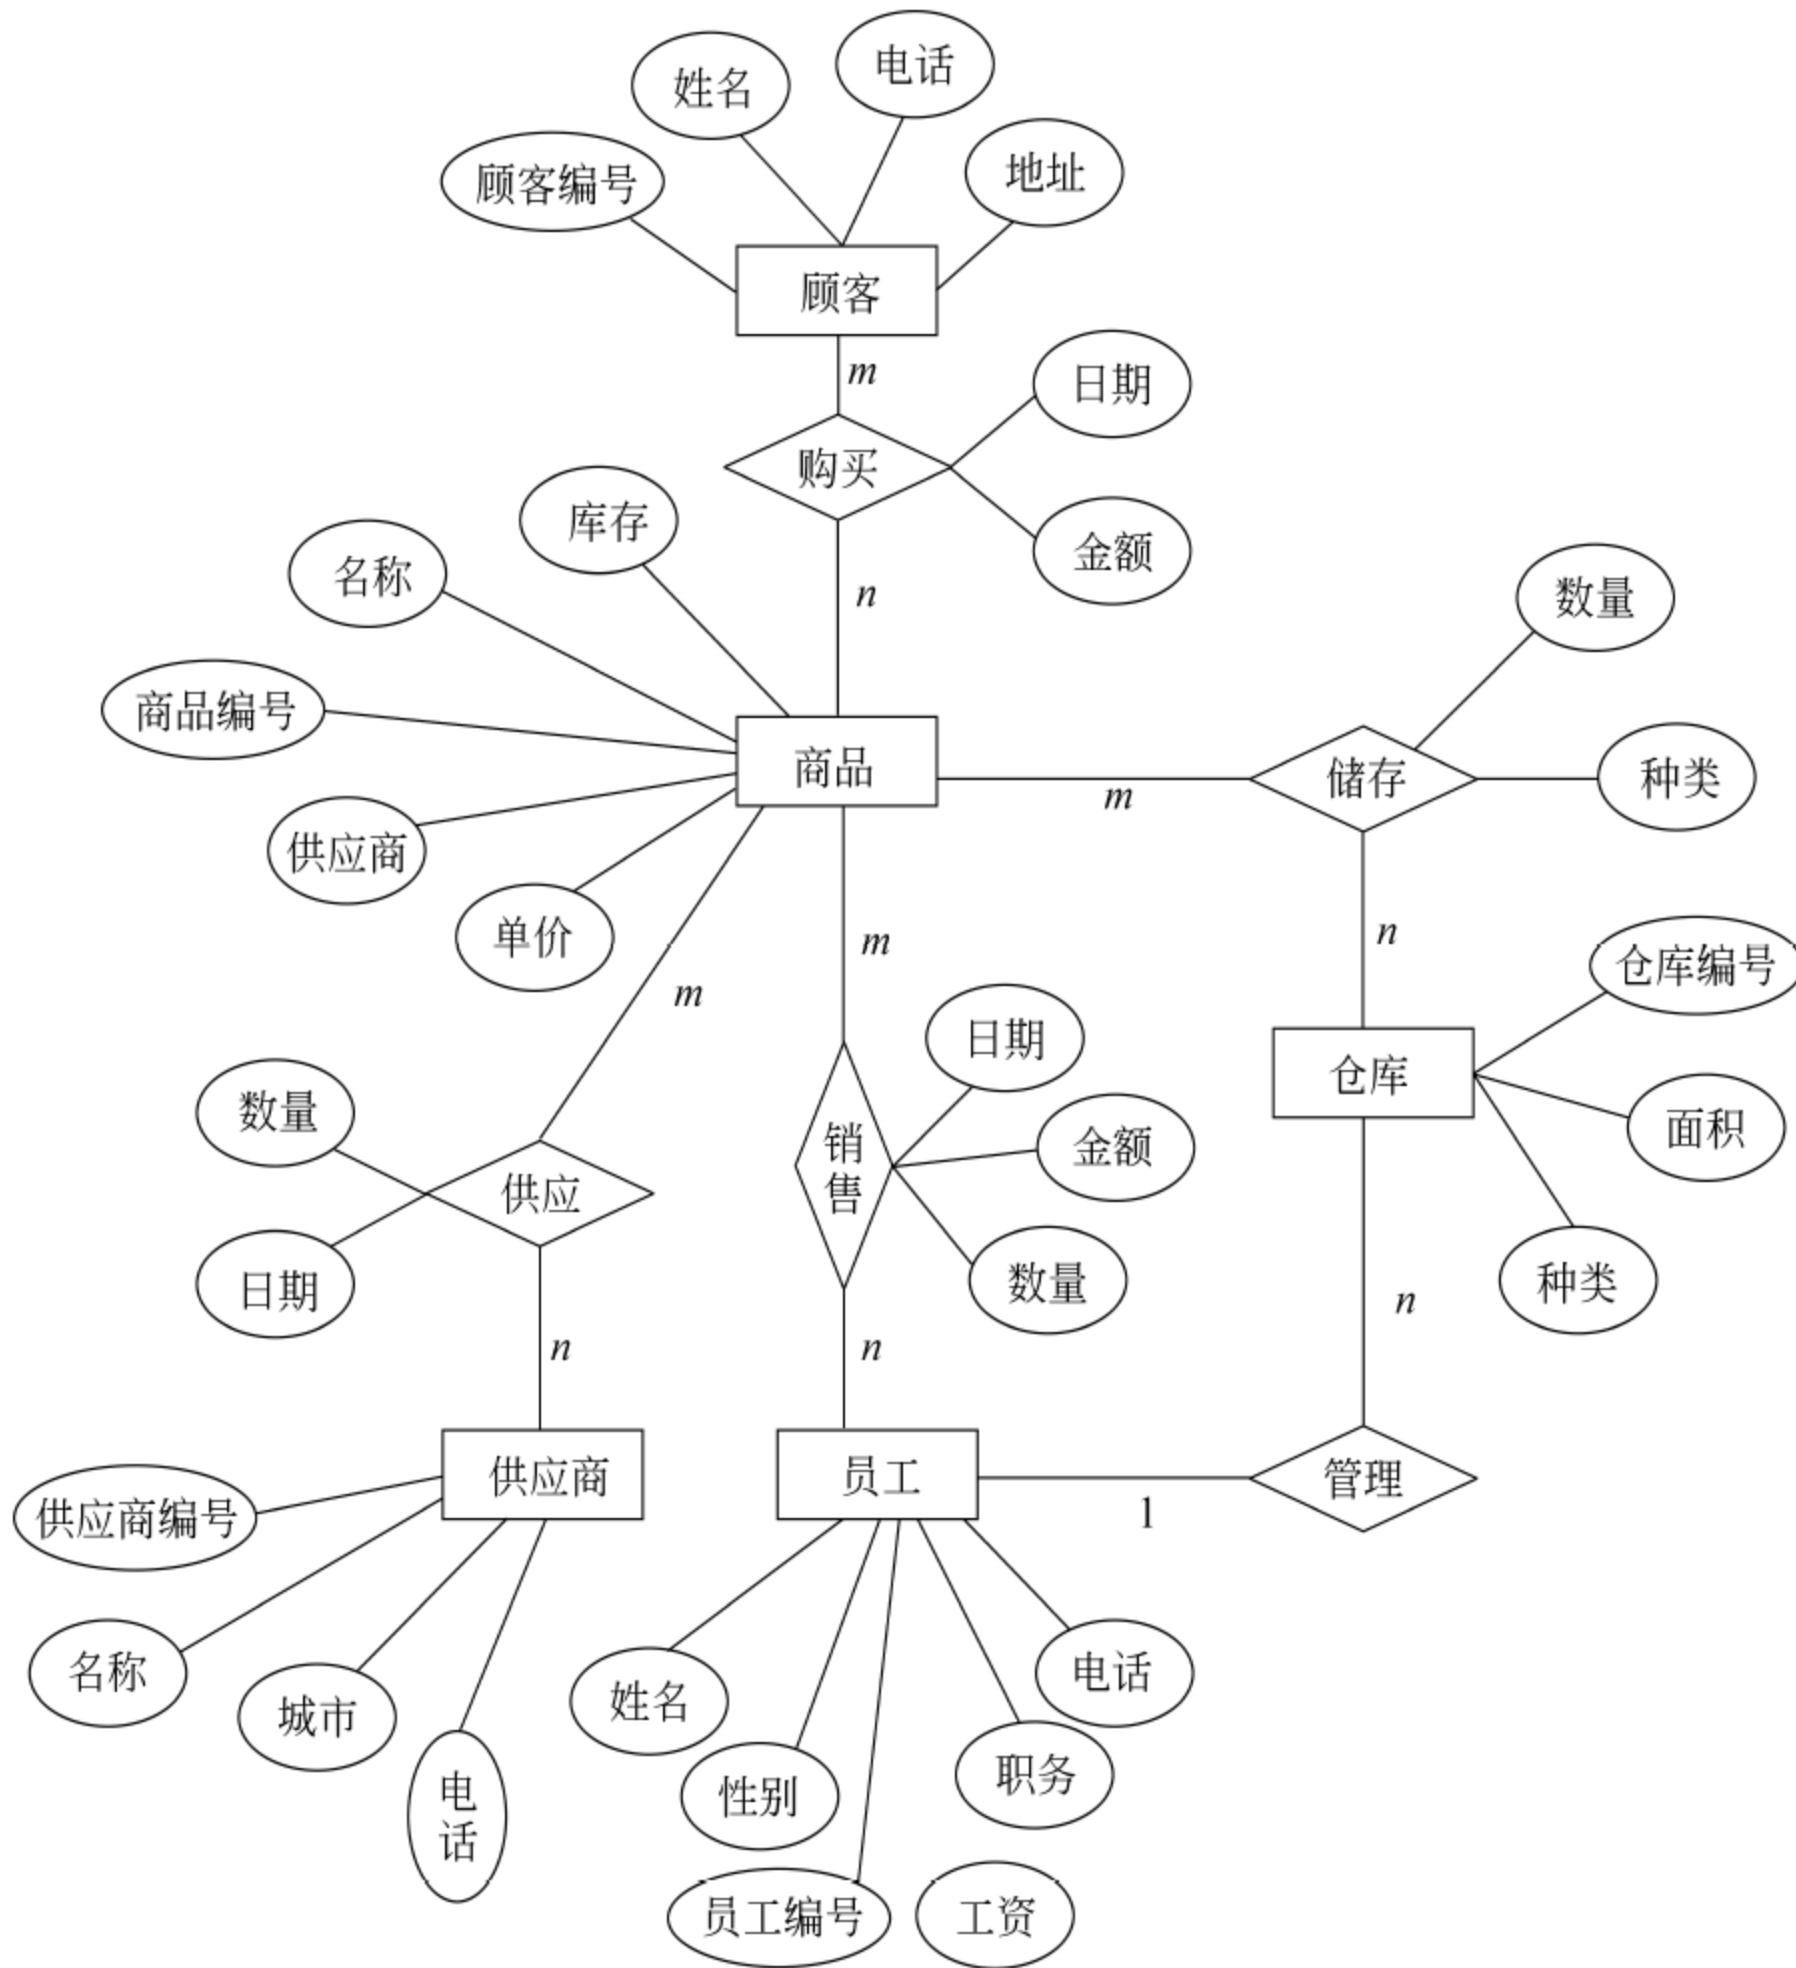 电话
姓名
地址
顾客编号
顾客
m
日期
购买
库存
金额
名称
n
数量
商品编号
商品
储存
种类
m
供应商
单价
m
n
仓库编号
m
日期
仓库
数量
金额
面积
销
售
供应
日期
数量
种类
n
n
n
供应商
员工
管理
1
供应商编号
名称
城市
姓名
电话
电
话
性别
职务
员工编号
工资